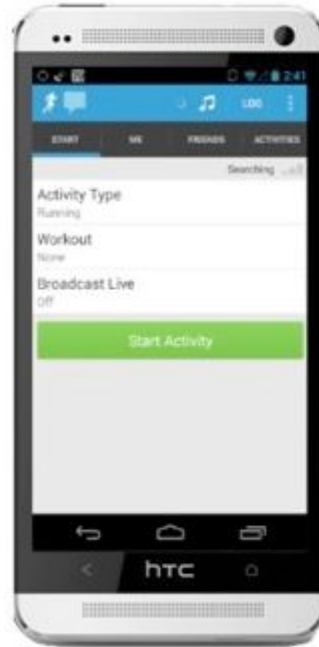 2:41
LOG
START ME FRIENDS ACTIVITIES
Searching
Activity Type
Running
Workout
None
Broadcast Live
Off
Start Activity
hTC